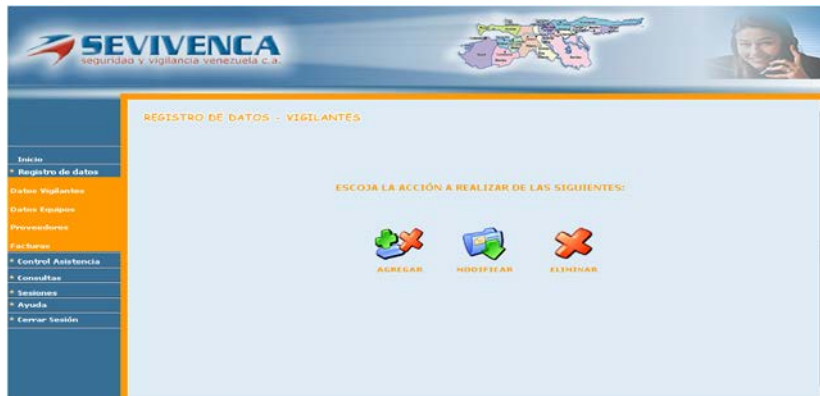 SEVIVENCA
seguridad y vigilancia venezuela c.a.
REGISTRO DE DATOS - VIGILANTES
Inicio
* Registro de datos
Datos Vigilantes
Datos Equipos
Proveedores
Facturas
* Control Asistencia
* Consultas
* Sesiones
* Ayuda
* Cerrar Sesión
ESCOJA LA ACCIÓN A REALIZAR DE LAS SIGUIENTES:
AGREGAR MODIFICAR ELIMINAR